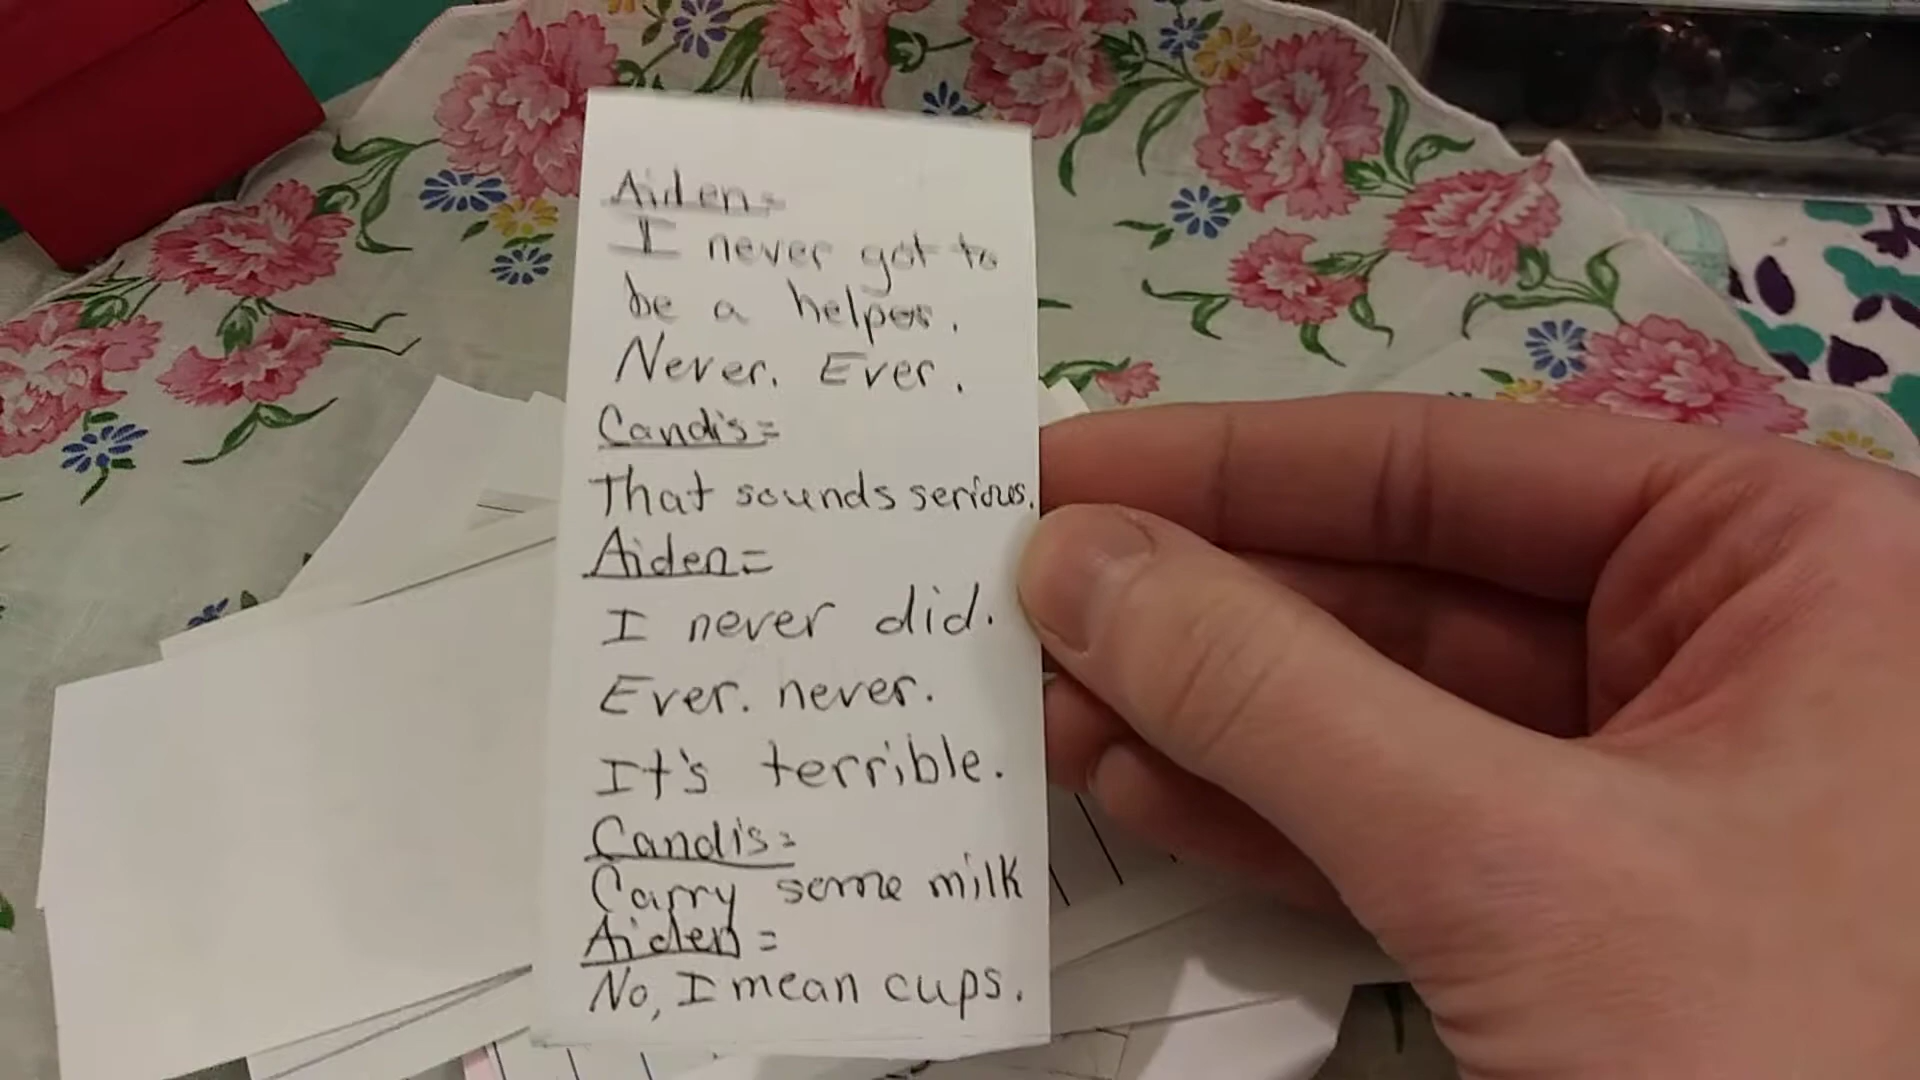 Aiden=
I never got to
be a helper.
Never. Ever.
Candis=
That sounds serious.
Aiden=
I never did.
Ever. never.
It's terrible.
Candis=
Carry some milk
Aiden=
No, I mean cups.